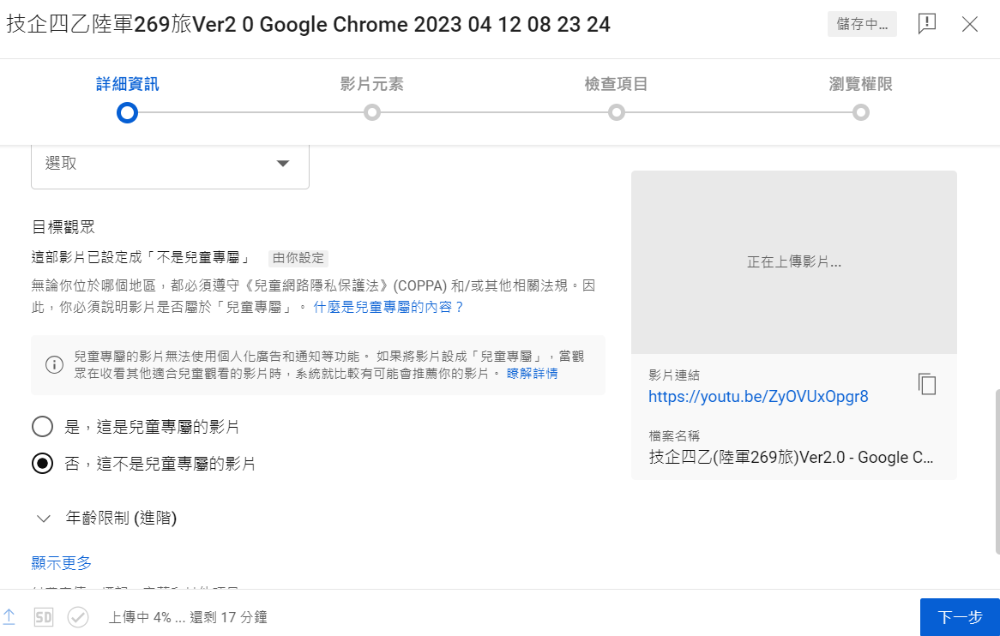 技企四乙陸軍269旅Ver2 0 Google Chrome 2023 04 12 08 23 24
儲存中...
詳細資訊
影片元素
檢查項目
瀏覽權限
選取
目標觀眾
這部影片已設定成「不是兒童專屬」 由你設定
無論你位於哪個地區，都必須遵守《兒童網路隱私保護法》(COPPA) 和/或其他相關法規。因
此，你必須說明影片是否屬於「兒童專屬」。 什麼是兒童專屬的內容？
兒童專屬的影片無法使用個人化廣告和通知等功能。 如果將影片設成「兒童專屬」，當觀
眾在收看其他適合兒童觀看的影片時，系統就比較有可能會推薦你的影片。 瞭解詳情
是，這是兒童專屬的影片
否，這不是兒童專屬的影片
年齡限制 (進階)
顯示更多
正在上傳影片...
影片連結
https://youtu.be/ZyOVUxOpgr8
檔案名稱
技企四乙(陸軍269旅)Ver2.0 - Google C...
SD
上傳中 4% ... 還剩 17 分鐘
下一步